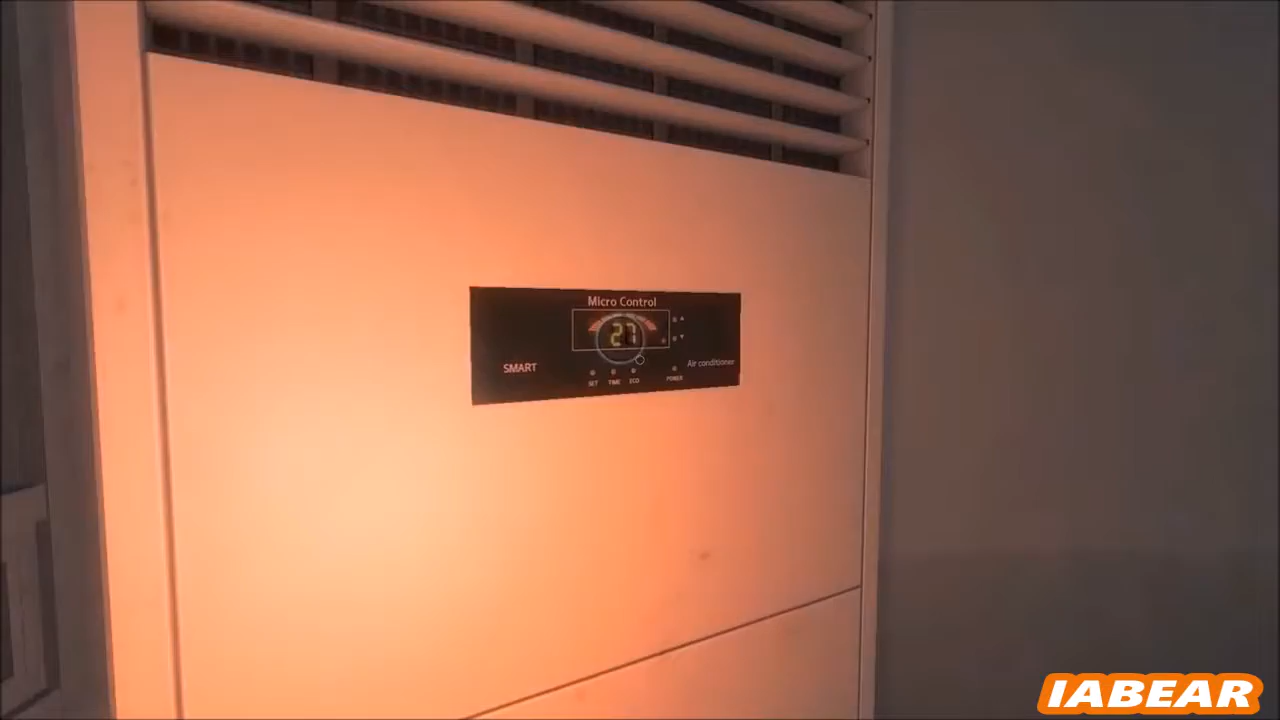 Micro Control
27
SMART
Air conditioner
SET TIME ECO POWER
IABEAR